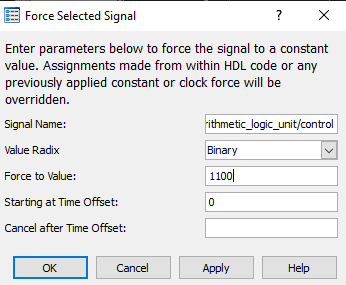 Force Selected Signal
Enter parameters below to force the signal to a constant
value. Assignments made from within HDL code or any
previously applied constant or clock force will be
overridden.
Signal Name: rithmetic_logic_unit/control
Value Radix Binary
Force to Value: 1100
Starting at Time Offset: 0
Cancel after Time Offset:
OK Cancel Apply Help